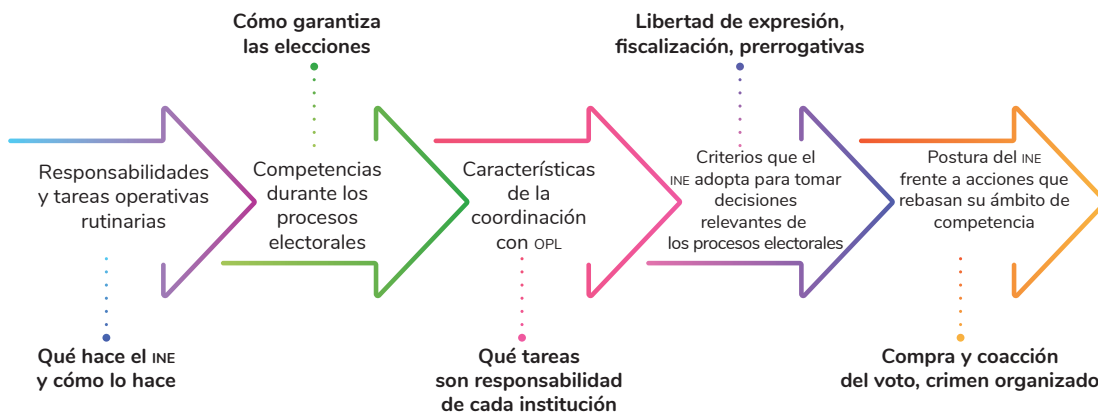 Cómo garantiza
las elecciones
Libertad de expresión,
fiscalización, prerrogativas
Responsabilidades
y tareas operativas
rutinarias
Competencias
durante los
procesos
electorales
Características
de la
coordinación
con OPL
Criterios que el
INE adopta para tomar
decisiones
relevantes de
los procesos electorales
Postura del INE
frente a acciones que
rebasan su ámbito de
competencia
Qué hace el INE
y cómo lo hace
Qué tareas
son responsabilidad
de cada institución
Compra y coacción
del voto, crimen organizado